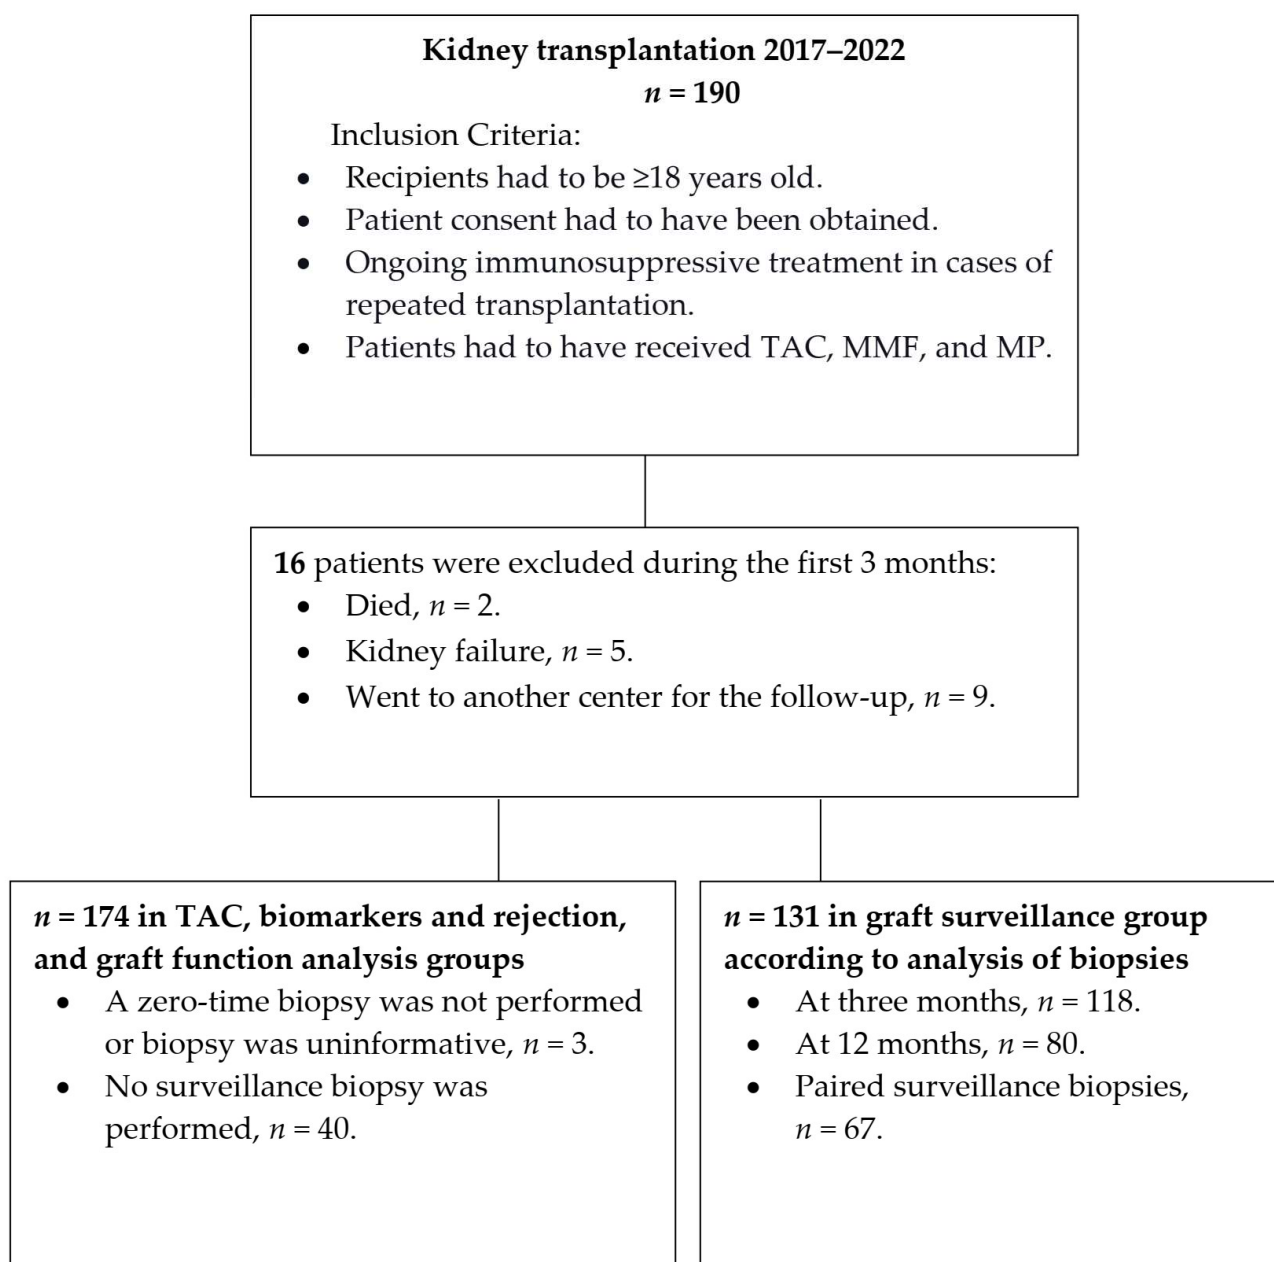 Kidney transplantation 2017–2022
n = 190
Inclusion Criteria:
• Recipients had to be ≥18 years old.
• Patient consent had to have been obtained.
• Ongoing immunosuppressive treatment in cases of
repeated transplantation.
• Patients had to have received TAC, MMF, and MP.
16 patients were excluded during the first 3 months:
• Died, n = 2.
• Kidney failure, n = 5.
• Went to another center for the follow-up, n = 9.
n = 174 in TAC, biomarkers and rejection,
and graft function analysis groups
• A zero-time biopsy was not performed
or biopsy was uninformative, n = 3.
• No surveillance biopsy was
performed, n = 40.
n = 131 in graft surveillance group
according to analysis of biopsies
• At three months, n = 118.
• At 12 months, n = 80.
• Paired surveillance biopsies,
n = 67.